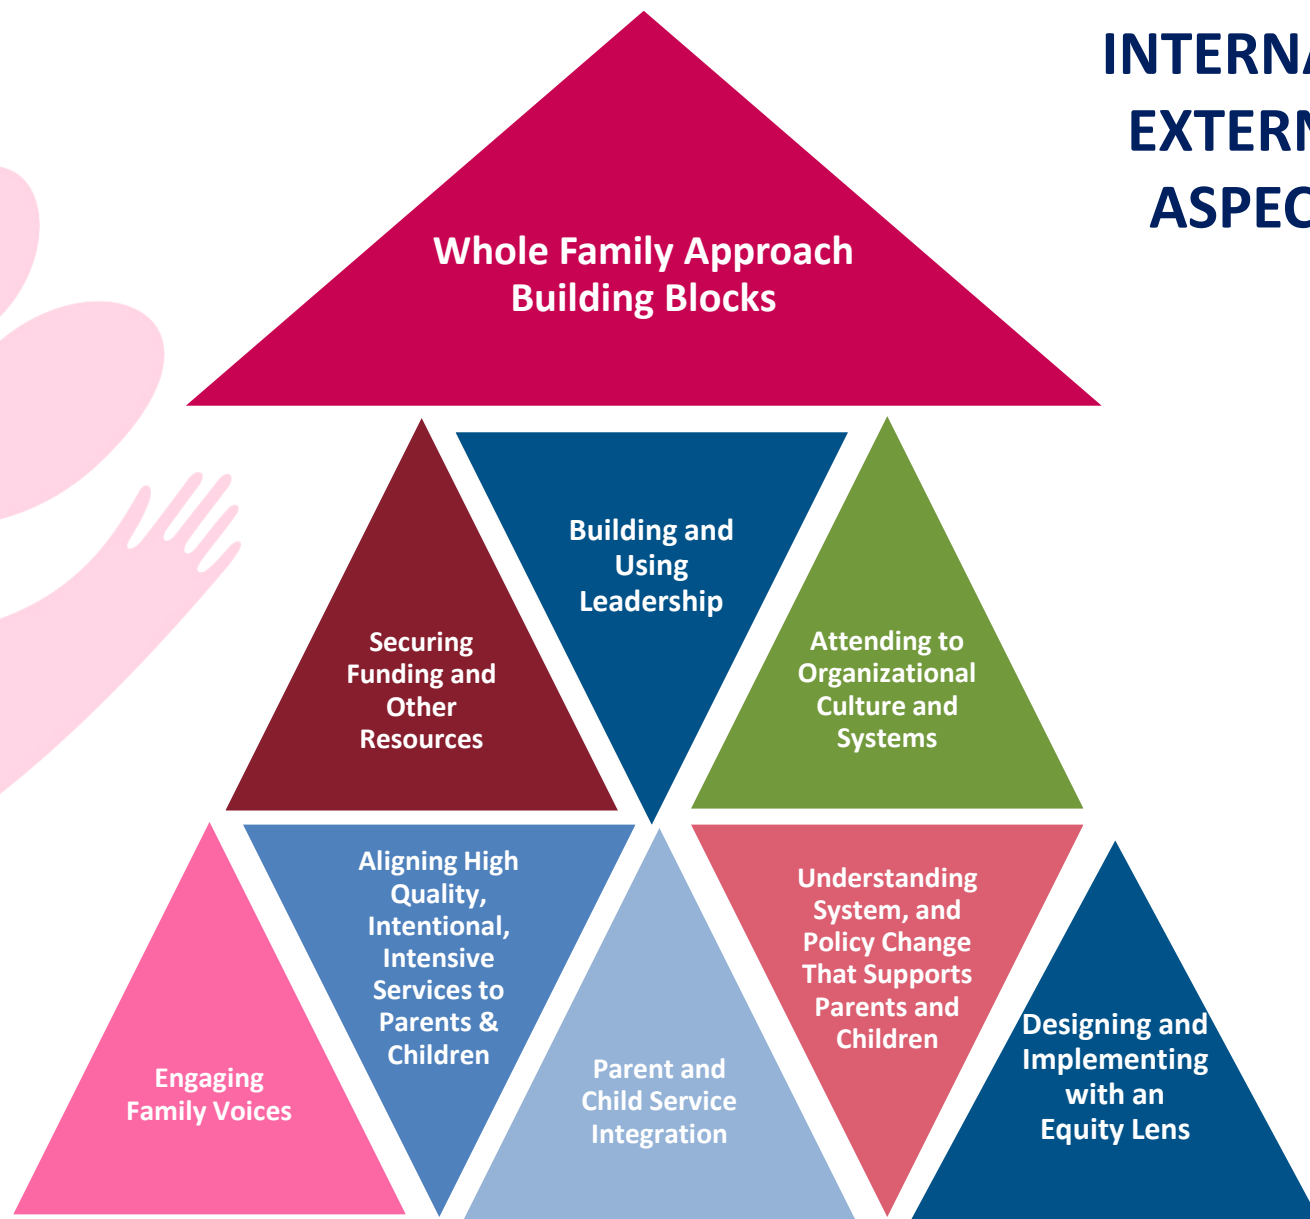 Whole Family Approach
Building Blocks
Building and
Using
Leadership
Securing
Funding and
Other
Resources
Attending to
Organizational
Culture and
Systems
Aligning High
Quality,
Intentional,
Intensive
Services to
Parents &
Children
Understanding
System, and
Policy Change
That Supports
Parents and
Children
Engaging
Family Voices
Parent and
Child Service
Integration
Designing and
Implementing
with an
Equity Lens